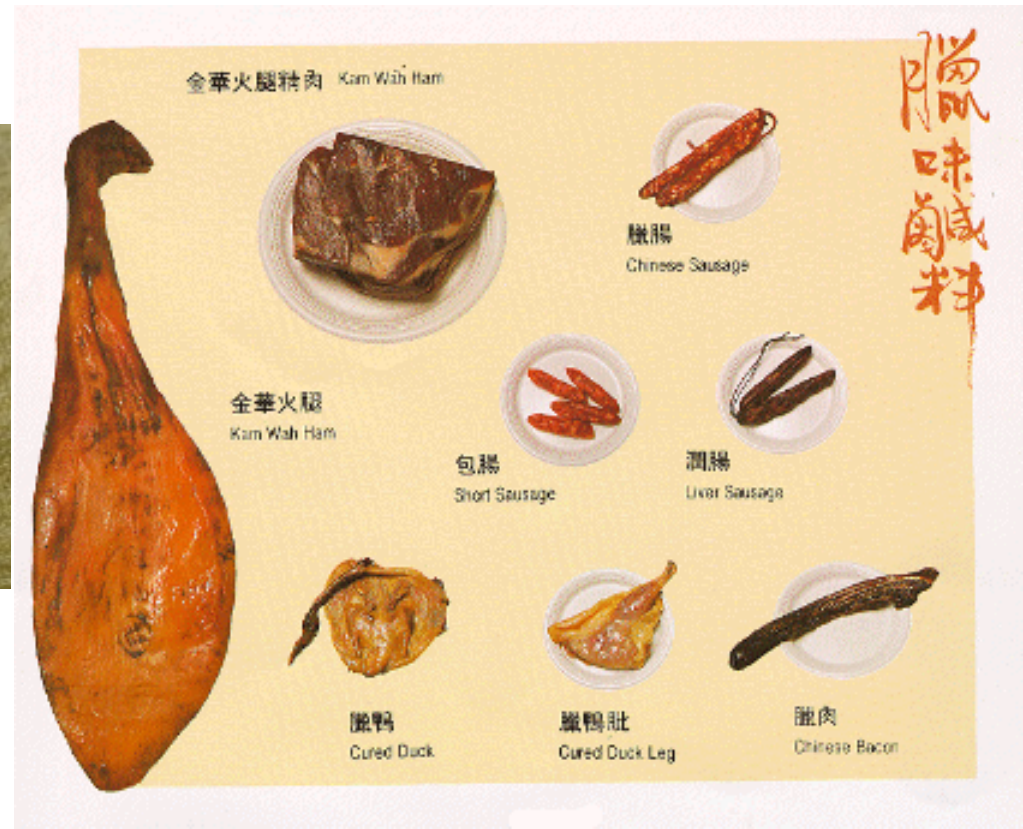 臘味鹹料
金華火腿精肉 Kam Wah Ham
臘腸
Chinese Sausage
金華火腿
Kam Wah Ham
包腸
Short Sausage
潤腸
Liver Sausage
臘鴨
Cured Duck
臘鴨肶
Cured Duck Leg
臘肉
Chinese Bacon